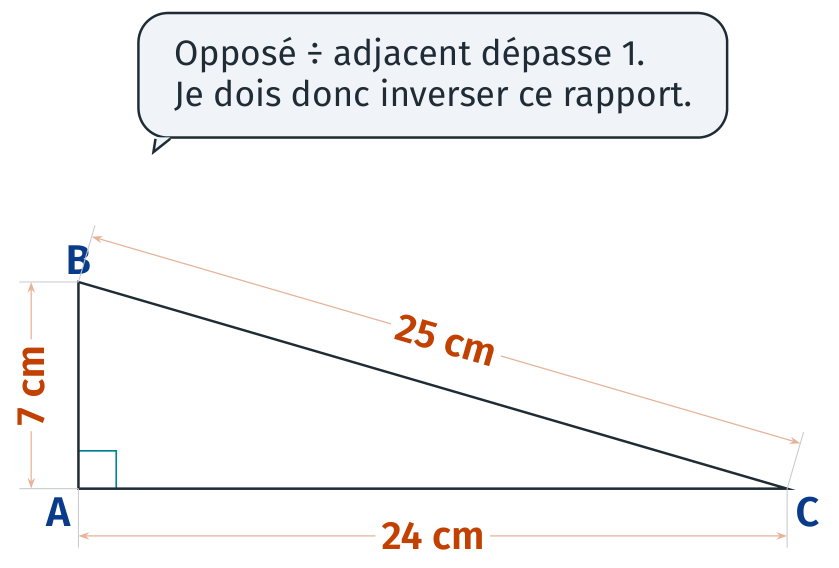 Opposé ÷ adjacent dépasse 1.
Je dois donc inverser ce rapport.
B
25 cm
7 cm
A
C
24 cm